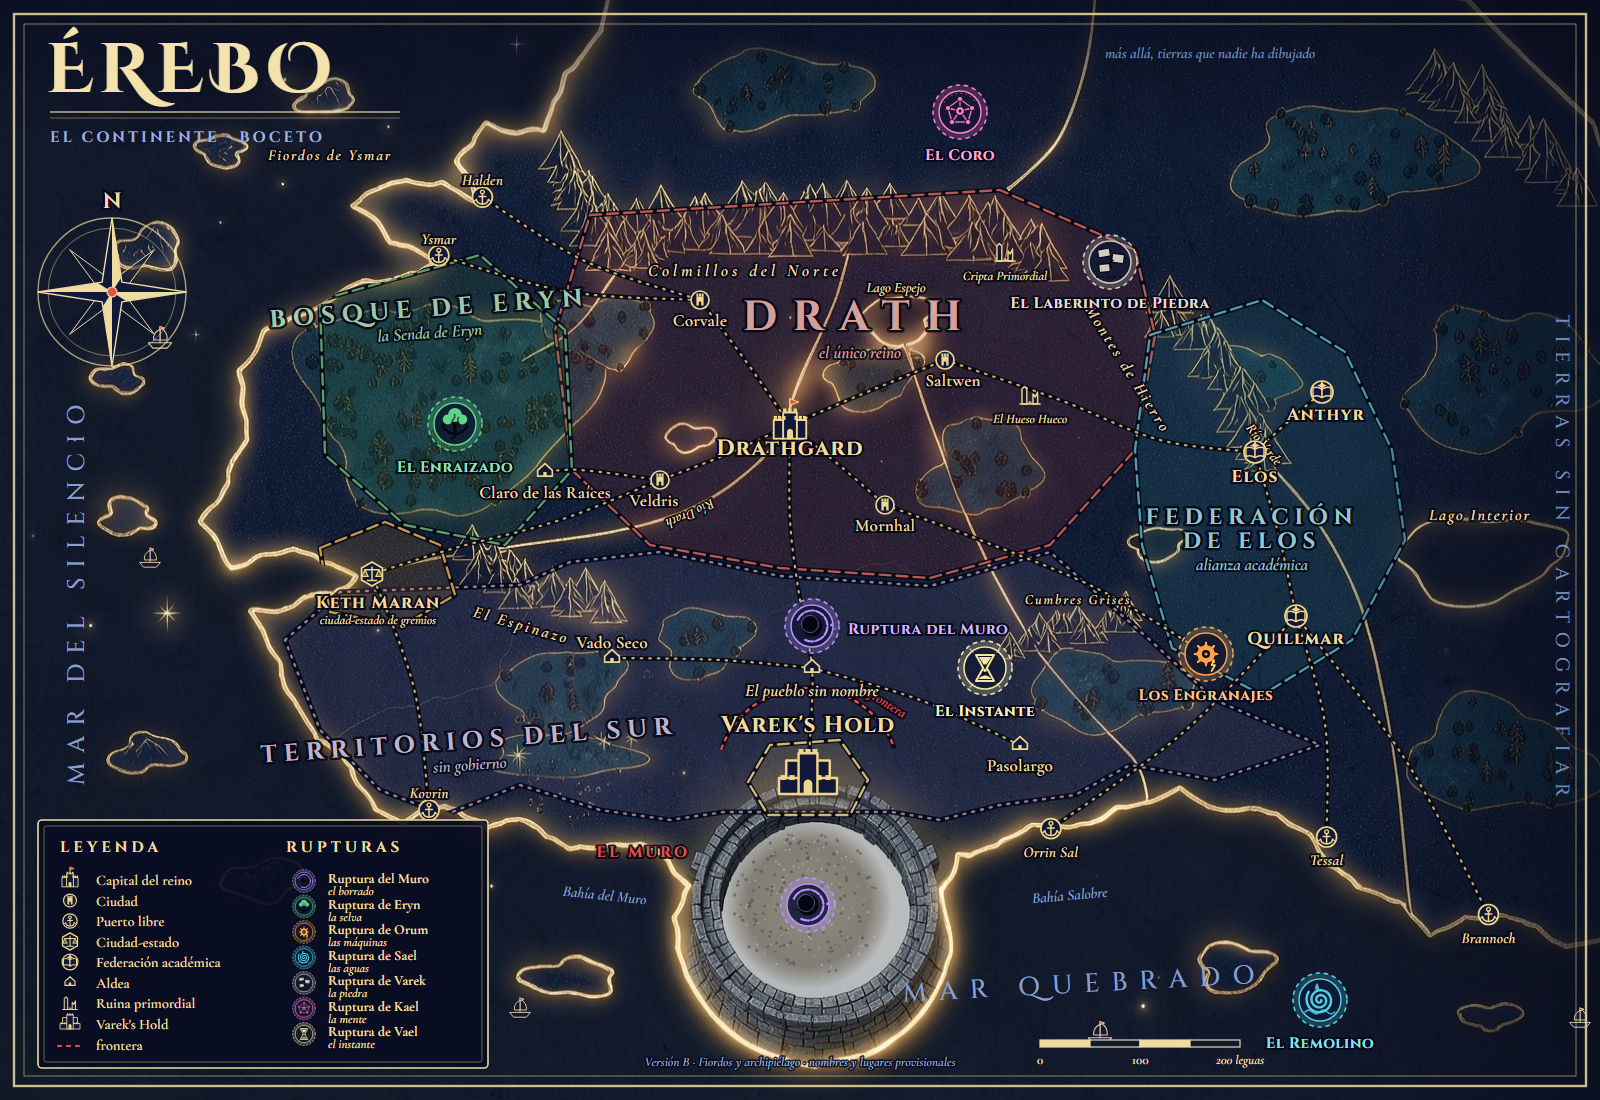 ÉREBO
EL CONTINENTE · BOCETO
más allá, tierras que nadie ha dibujado
EL CORO
Fiordos de Ysmar
Halden
N
Ysmar
Colmillos del Norte
Cripta Primordial
Lago Espejo
EL LABERINTO DE PIEDRA
BOSQUE DE ERYN
la Senda de Eryn
Corvale
DRATH
el único reino
Montes de Hierro
Saltwen
El Hueso Hueco
ANTHYR
DRATHGARD
EL ENRAIZADO
Claro de las Raíces
Veldris
Río Drath
Mornhal
ELOS
FEDERACIÓN
DE ELOS
alianza académica
Lago Interior
TIERRAS SIN CARTOGRAFIAR
MAR DEL SILENCIO
KETH MARAN
ciudad-estado de gremios
El Espinazo
Vado Seco
RUPTURA DEL MURO
Cumbres Grises
QUILLMAR
El pueblo sin nombre
frontera
EL INSTANTE
LOS ENGRANAJES
VAREK'S HOLD
TERRITORIOS DEL SUR
sin gobierno
Pasolargo
Kovrin
EL MURO
Orrin Sal
Tessal
Bahía del Muro
Bahía Salobre
Brannoch
MAR QUEBRADO
EL REMOLINO
0
100
200 leguas
LEYENDA
Capital del reino
Ciudad
Puerto libre
Ciudad-estado
Federación académica
Aldea
Ruina primordial
Varek's Hold
frontera
RUPTURAS
Ruptura del Muro
el borrado
Ruptura de Eryn
la selva
Ruptura de Orum
las máquinas
Ruptura de Sael
las aguas
Ruptura de Varek
la piedra
Ruptura de Kael
la mente
Ruptura de Vael
el instante
Versión B · Fiordos y archipiélago · nombres y lugares provisionales